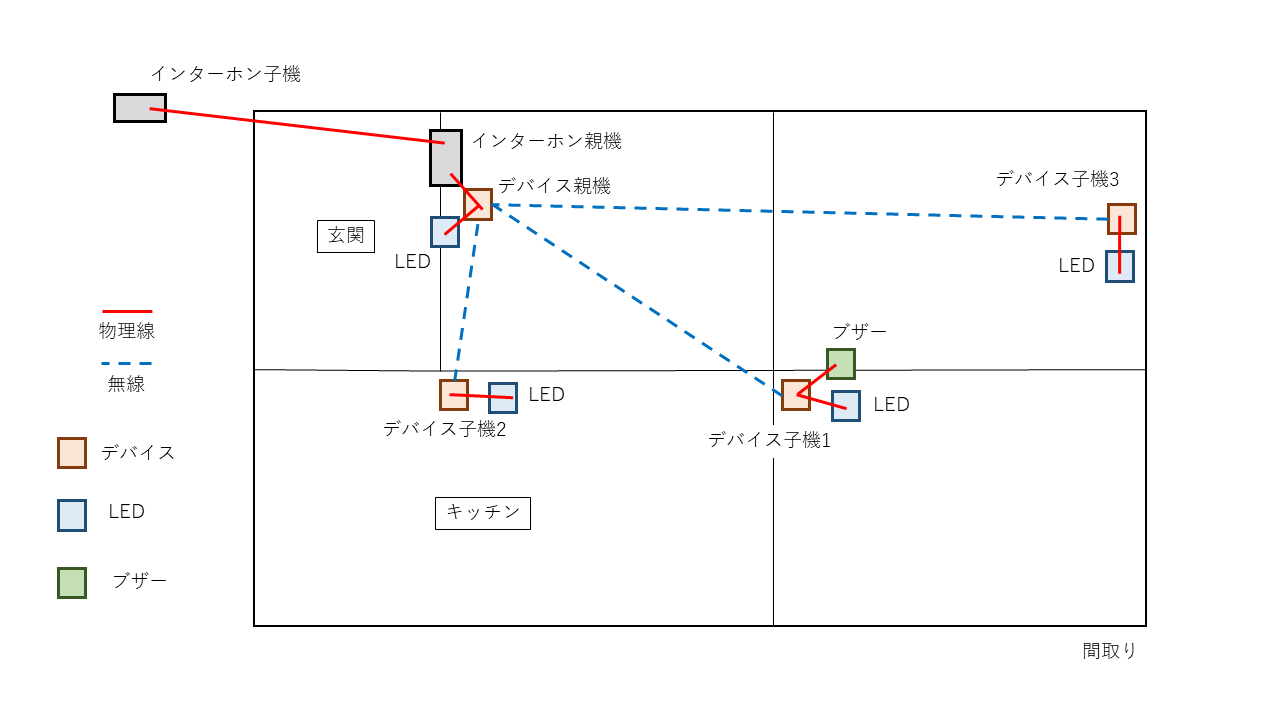 インターホン子機
インターホン親機
デバイス親機
デバイス子機3
玄関
LED
LED
物理線
ブザー
無線
LED
LED
デバイス子機2
デバイス子機1
デバイス
LED
キッチン
ブザー
間取り